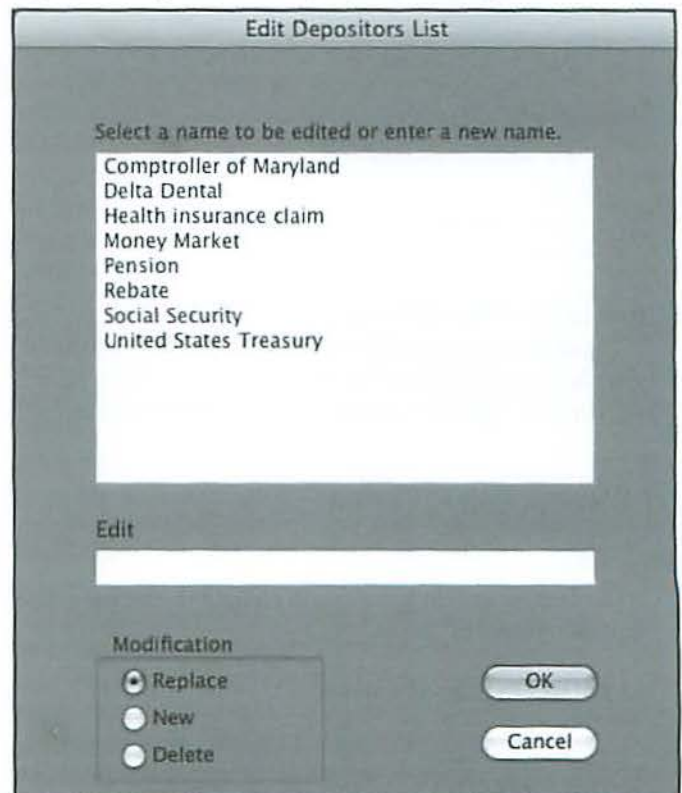 Edit Depositors List
Select a name to be edited or enter a new name.
Comptroller of Maryland
Delta Dental
Health insurance claim
Money Market
Pension
Rebate
Social Security
United States Treasury
Edit
Modification
Replace
New
Delete
OK
Cancel